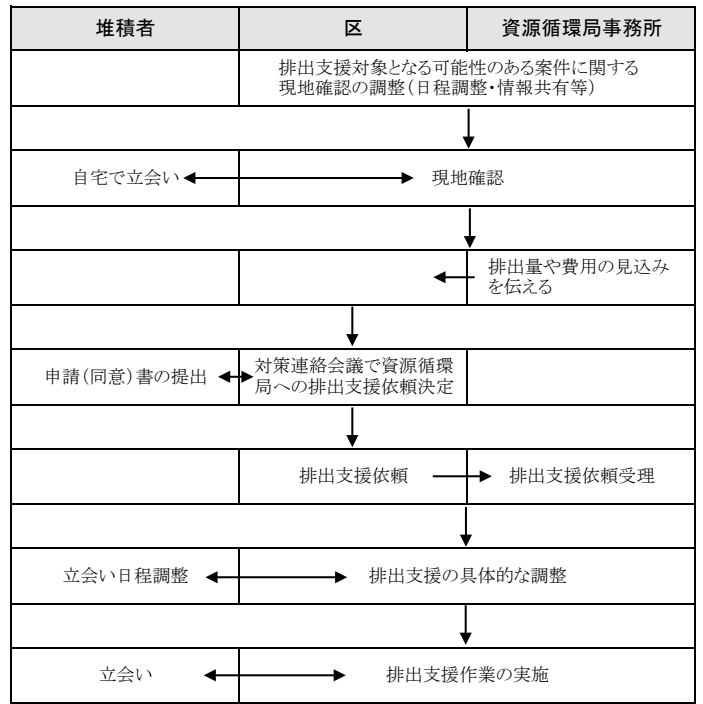 堆積者
区
資源循環局事務所
排出支援対象となる可能性のある案件に関する
現地確認の調整（日程調整・情報共有等）
自宅で立会い
現地確認
排出量や費用の見込み
を伝える
申請（同意）書の提出
対策連絡会議で資源循環
局への排出支援依頼決定
排出支援依頼
排出支援依頼受理
立会い日程調整
排出支援の具体的な調整
立会い
排出支援作業の実施